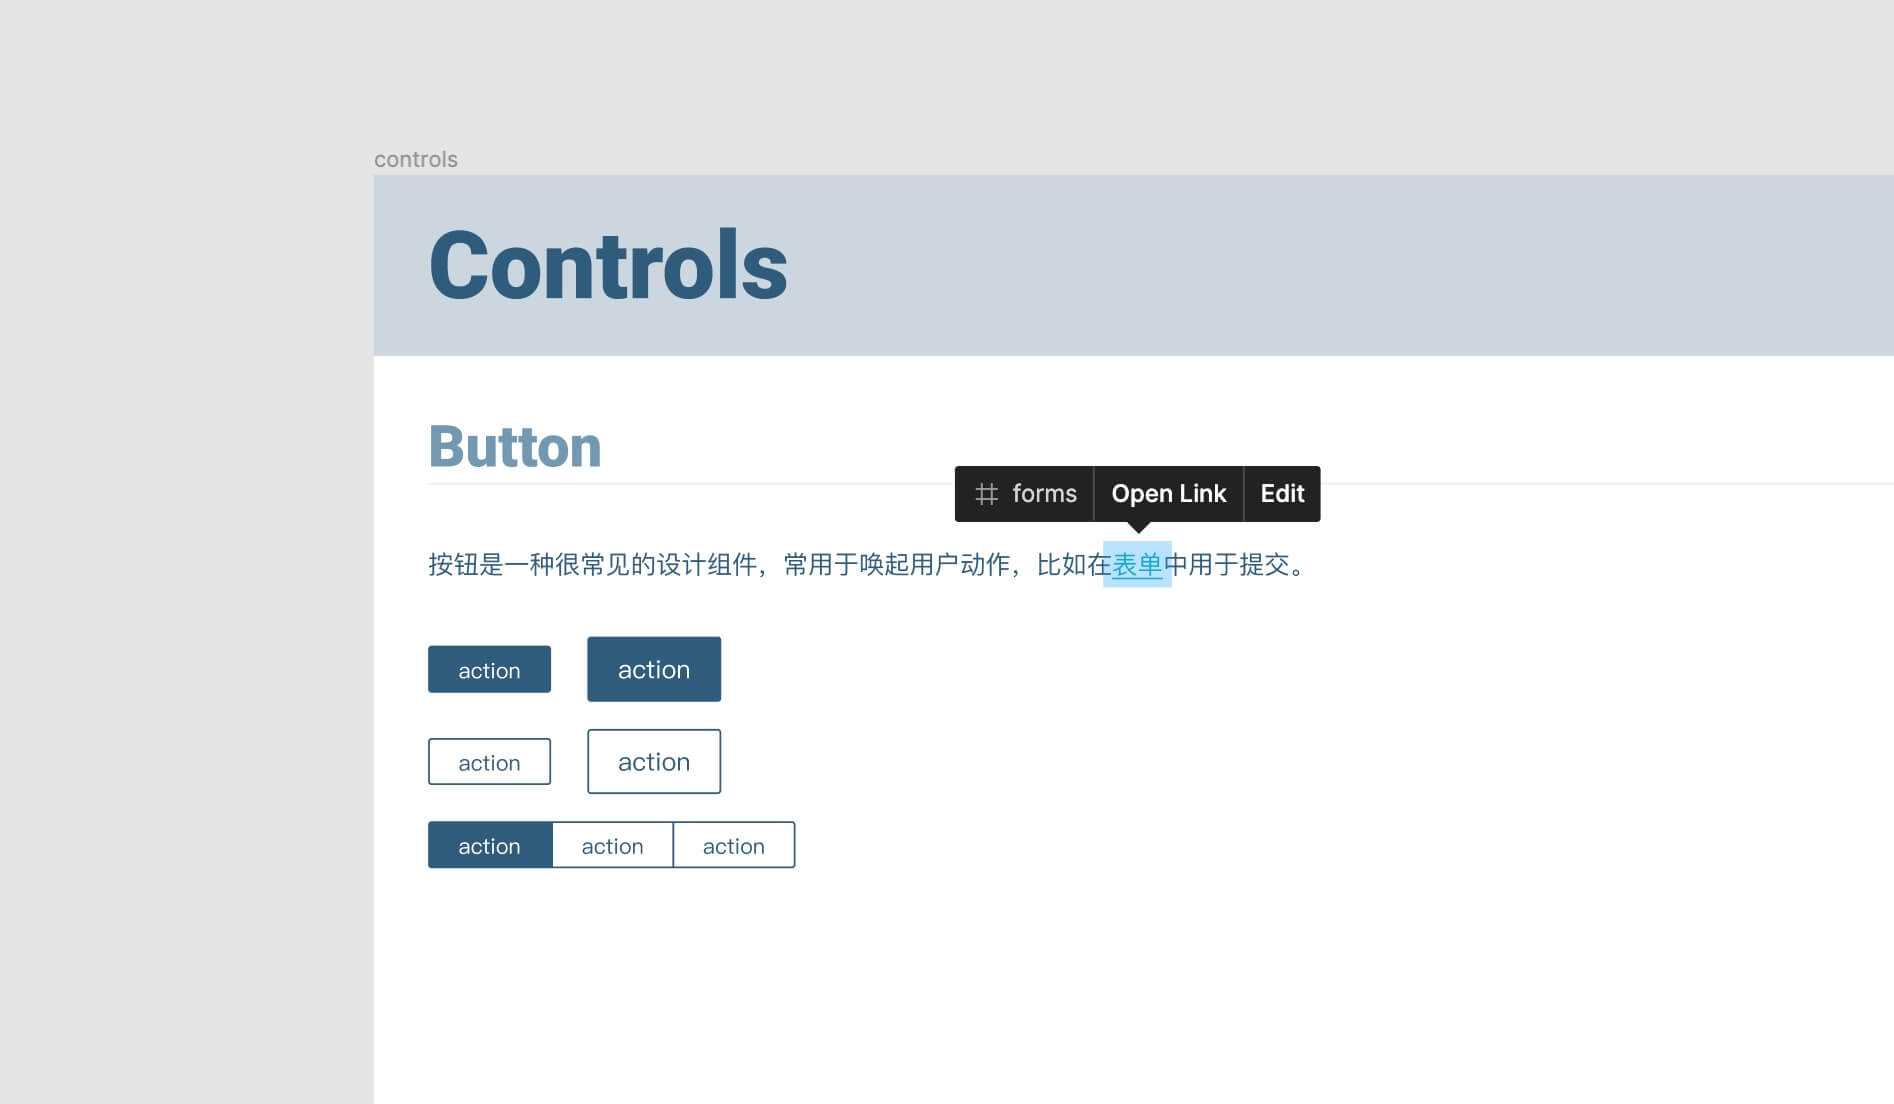 controls
Controls
Button
forms Open Link Edit
按钮是一种很常见的设计组件，常用于唤起用户动作，比如在表单中用于提交。
action action
action action
action action action